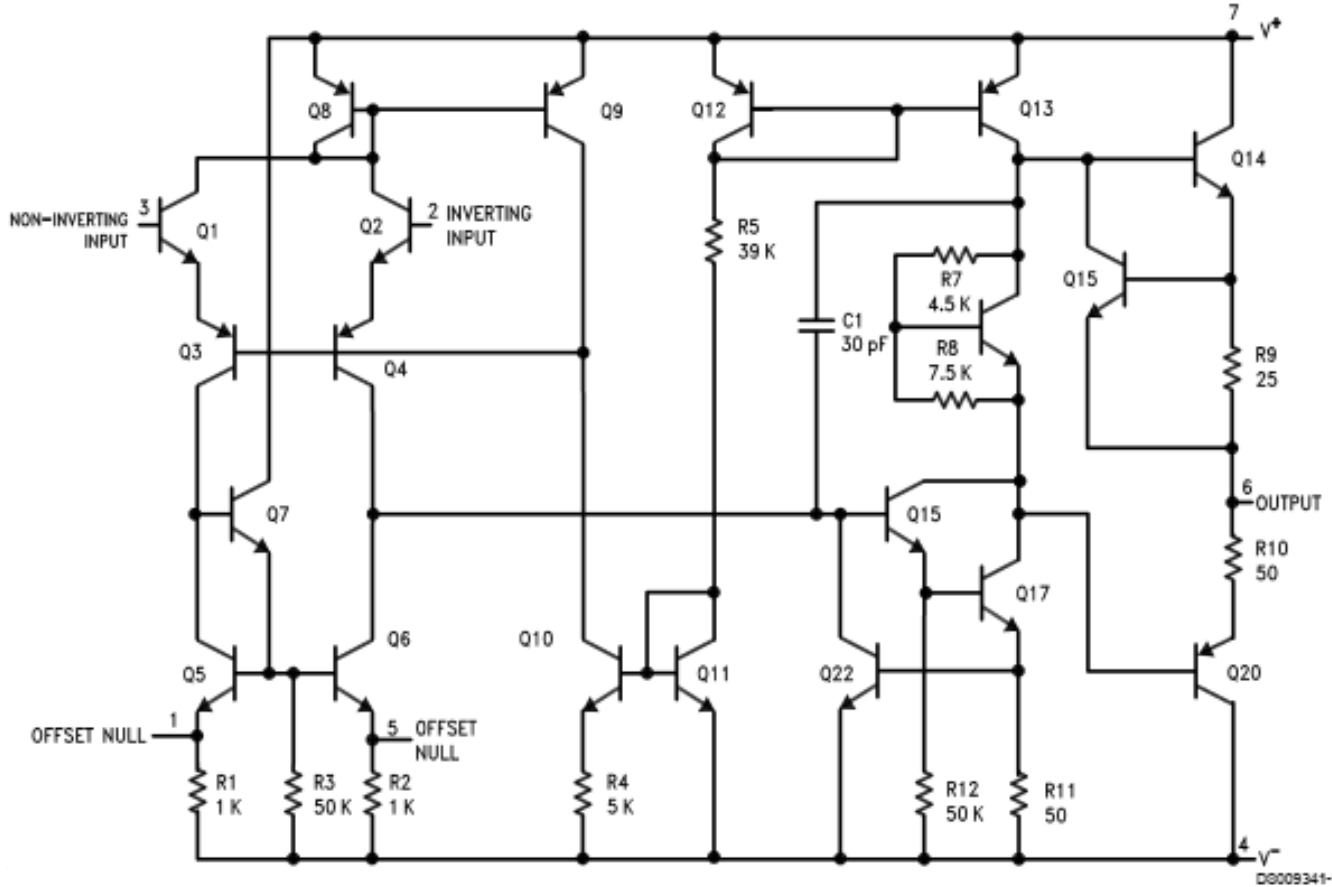 7
V+
Q8
Q9
Q12
Q13
Q14
3
NON-INVERTING
INPUT
Q1
Q2
2 INVERTING
INPUT
R5
39 K
Q15
R7
4.5 K
C1
30 pF
R8
7.5 K
R9
25
Q3
Q4
6
OUTPUT
Q7
Q15
R10
50
Q17
Q5
Q6
Q10
Q11
Q22
Q20
1
OFFSET NULL
5 OFFSET
NULL
R1
1 K
R3
50 K
R2
1 K
R4
5 K
R12
50 K
R11
50
4
V−
DS009341-